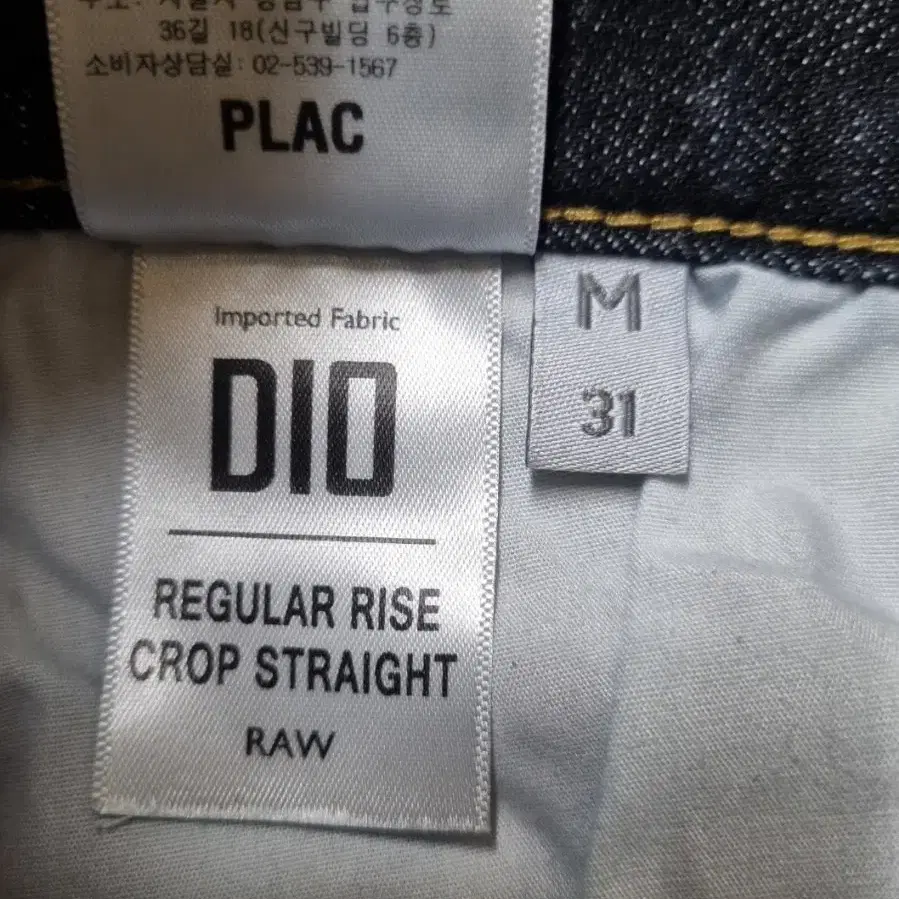 36길 18(신구빌딩 6층)
소비자상담실: 02-539-1567
PLAC
Imported Fabric
DIO
REGULAR RISE
CROP STRAIGHT
RAW
M
31